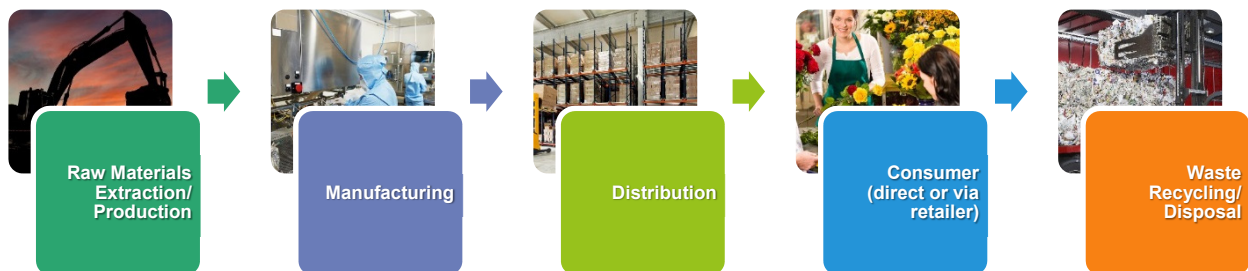 Raw Materials
Extraction/
Production
Manufacturing
Distribution
Consumer
(direct or via
retailer)
Waste
Recycling/
Disposal